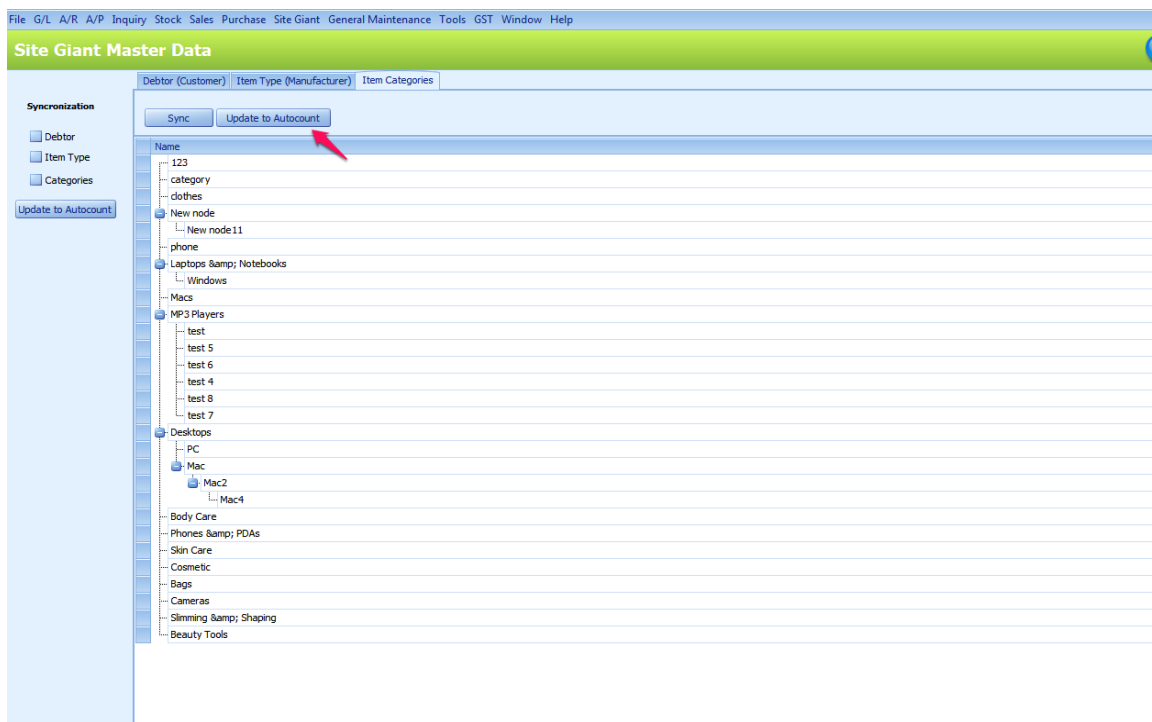 File G/L A/R A/P Inquiry Stock Sales Purchase Site Giant General Maintenance Tools GST Window Help
Site Giant Master Data
Debtor (Customer) Item Type (Manufacturer) Item Categories
Syncronization
Sync Update to Autocount
Debtor
Item Type
Categories
Update to Autocount
Name
123
category
clothes
New node
New node11
phone
Laptops &amp; Notebooks
Windows
Macs
MP3 Players
test
test 5
test 6
test 4
test 8
test 7
Desktops
PC
Mac
Mac2
Mac4
Body Care
Phones &amp; PDAs
Skin Care
Cosmetic
Bags
Cameras
Slimming &amp; Shaping
Beauty Tools